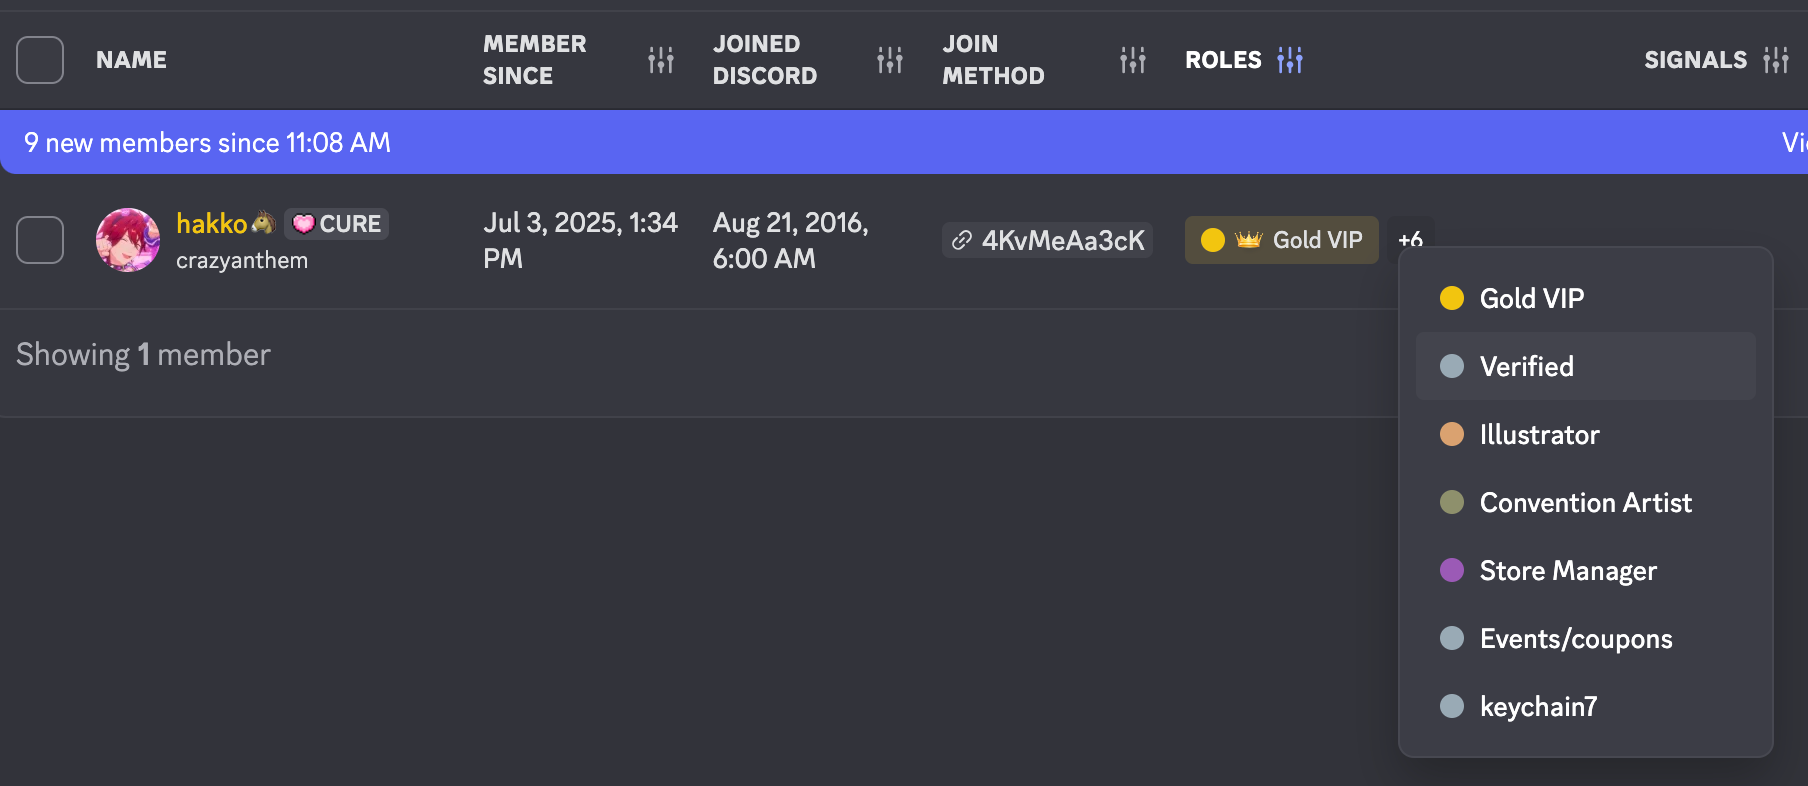 NAME
MEMBER
SINCE
JOINED
DISCORD
JOIN
METHOD
ROLES
SIGNALS
9 new members since 11:08 AM
hakko CURE
crazyanthem
Jul 3, 2025, 1:34
PM
Aug 21, 2016,
6:00 AM
4KvMeAa3cK
Gold VIP
+6
Showing 1 member
Gold VIP
Verified
Illustrator
Convention Artist
Store Manager
Events/coupons
keychain7